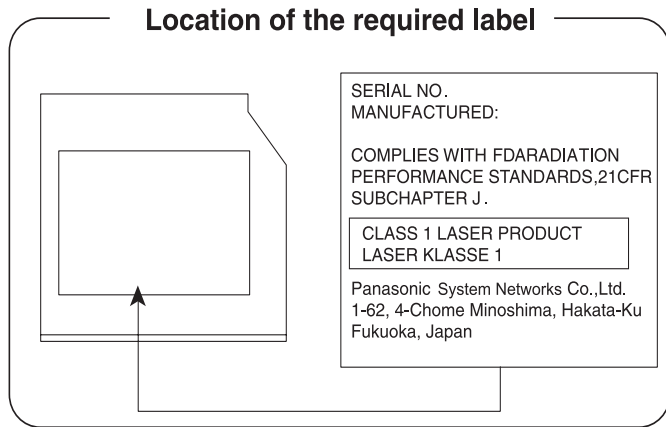 Location of the required label
SERIAL NO.
MANUFACTURED:
COMPLIES WITH FDARADIATION
PERFORMANCE STANDARDS,21CFR
SUBCHAPTER J.
CLASS 1 LASER PRODUCT
LASER KLASSE 1
Panasonic System Networks Co.,Ltd.
1-62, 4-Chome Minoshima, Hakata-Ku
Fukuoka, Japan